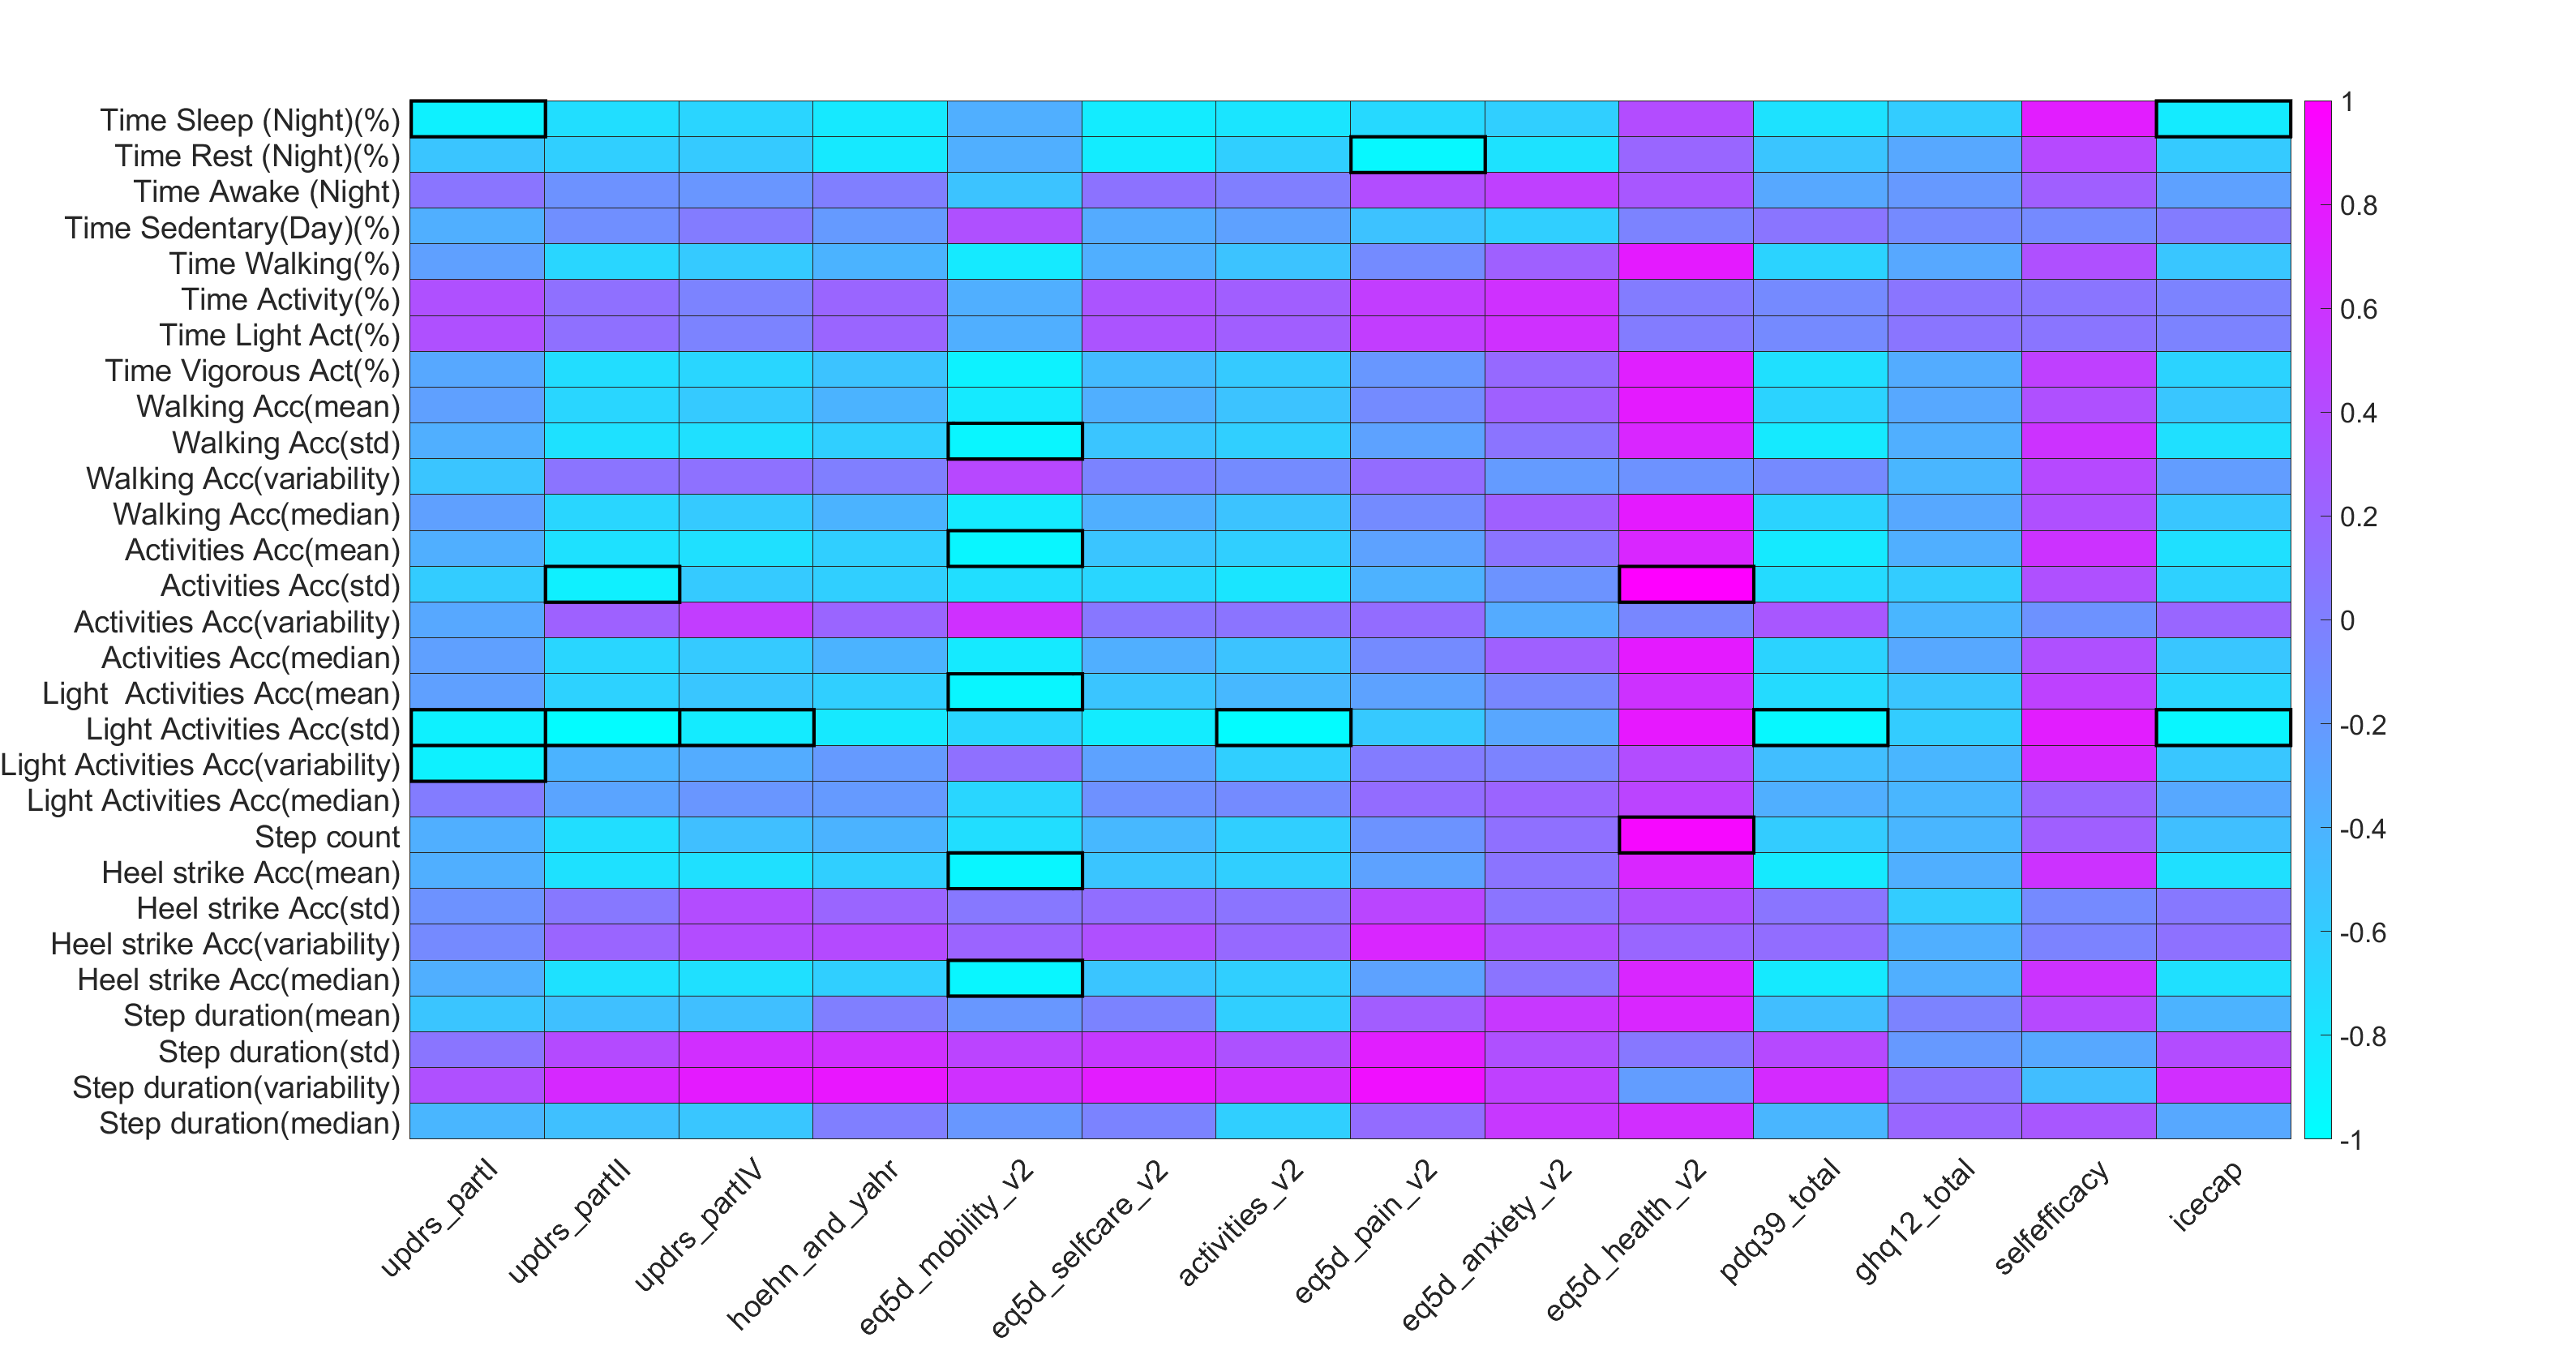 Time Sleep (Night)(%)
Time Rest (Night)(%)
Time Awake (Night)
Time Sedentary(Day)(%)
Time Walking(%)
Time Activity(%)
Time Light Act(%)
Time Vigorous Act(%)
Walking Acc(mean)
Walking Acc(std)
Walking Acc(variability)
Walking Acc(median)
Activities Acc(mean)
Activities Acc(std)
Activities Acc(variability)
Activities Acc(median)
Light  Activities Acc(mean)
Light Activities Acc(std)
Light Activities Acc(variability)
Light Activities Acc(median)
Step count
Heel strike Acc(mean)
Heel strike Acc(std)
Heel strike Acc(variability)
Heel strike Acc(median)
Step duration(mean)
Step duration(std)
Step duration(variability)
Step duration(median)
updrs_partI
updrs_partII
updrs_partIV
hoehn_and_yahr
eq5d_mobility_v2
eq5d_selfcare_v2
activities_v2
eq5d_pain_v2
eq5d_anxiety_v2
eq5d_health_v2
pdq39_total
ghq12_total
selfefficacy
icecap
1
0.8
0.6
0.4
0.2
0
-0.2
-0.4
-0.6
-0.8
-1